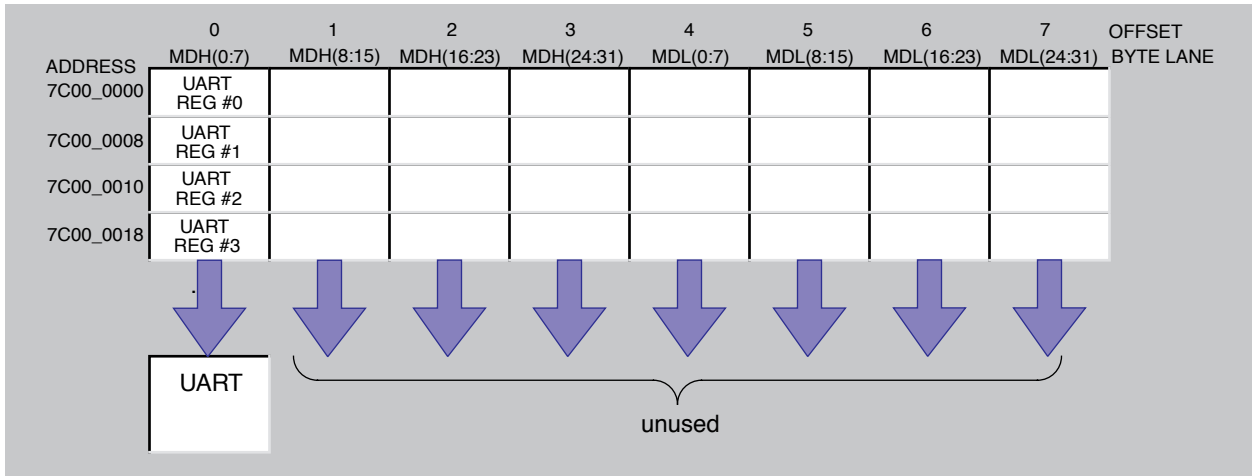 0 1 2 3 4 5 6 7 OFFSET
MDH(0:7) MDH(8:15) MDH(16:23) MDH(24:31) MDL(0:7) MDL(8:15) MDL(16:23) MDL(24:31) BYTE LANE
ADDRESS
7C00_0000 UART
REG #0
7C00_0008 UART
REG #1
7C00_0010 UART
REG #2
7C00_0018 UART
REG #3
.
UART
unused